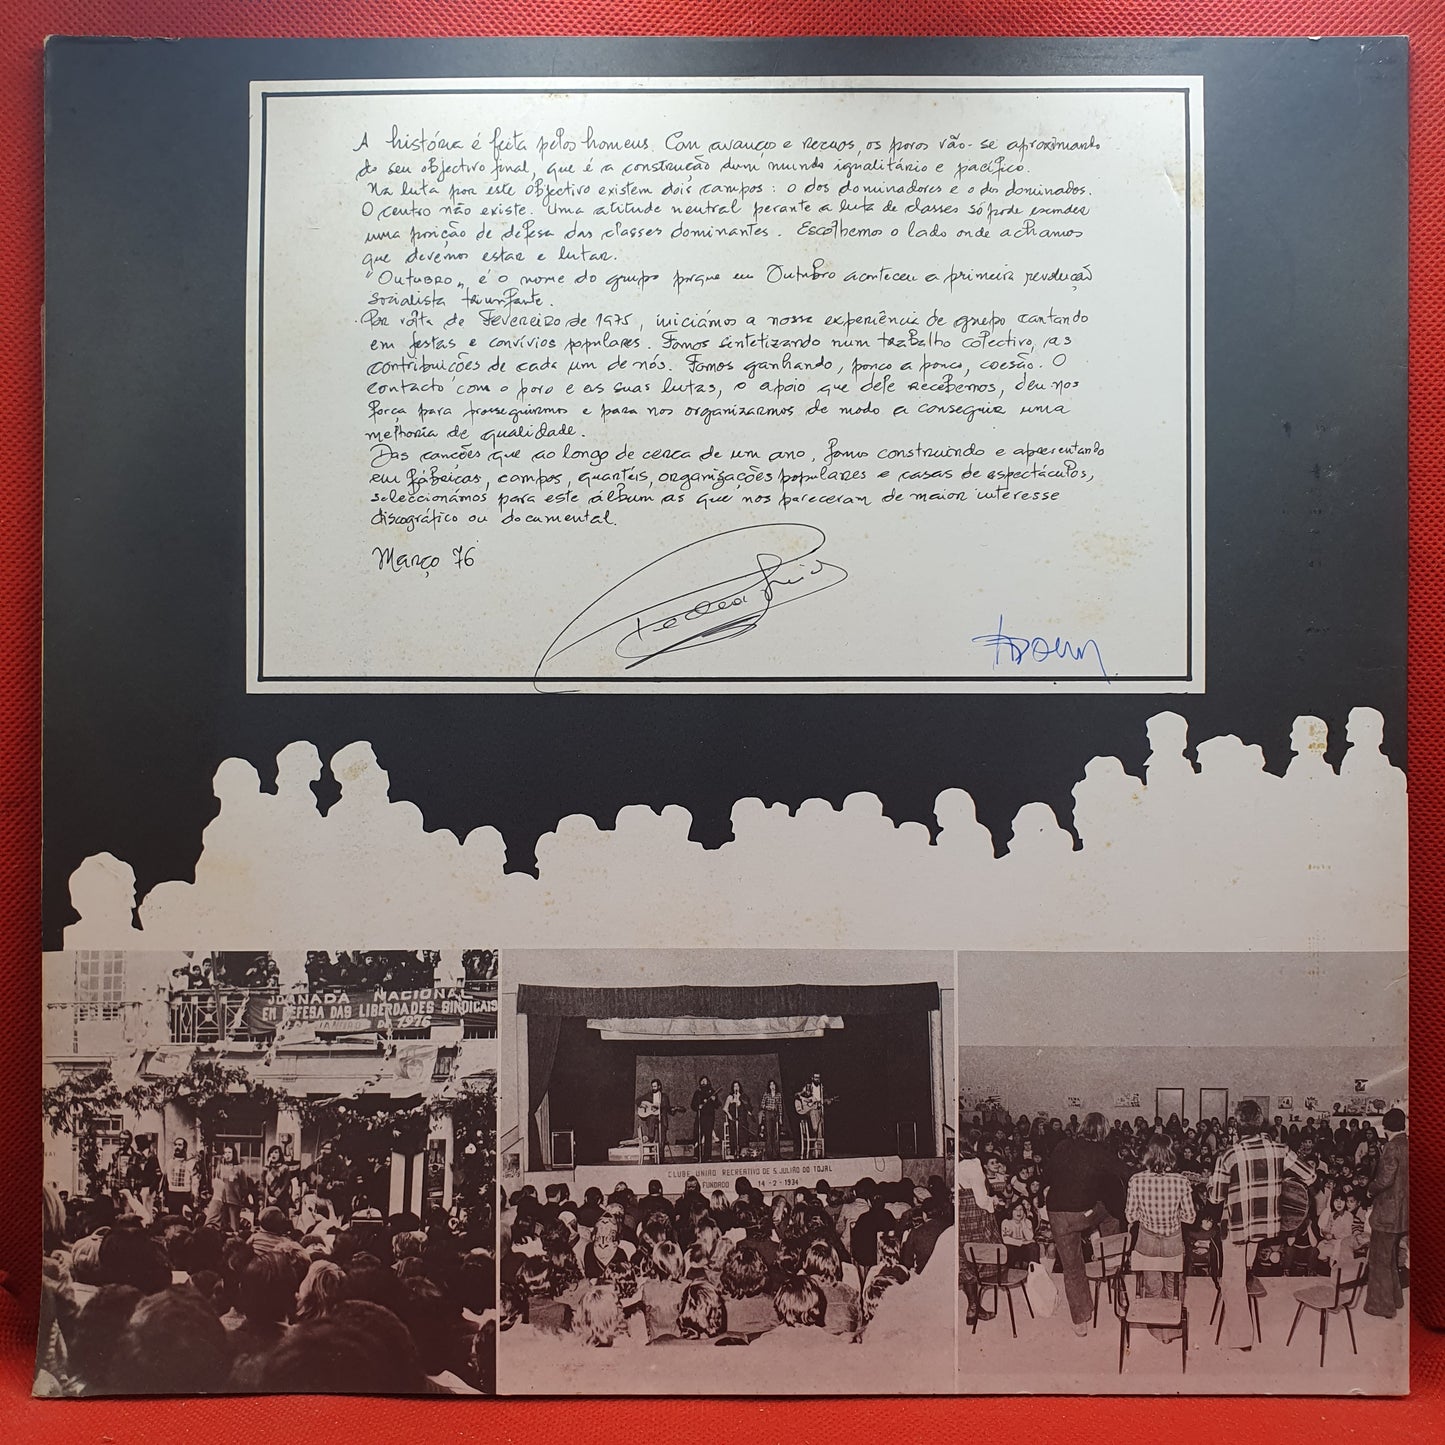 A história é feita pelos homens. Com avanços e recuos, os povos vão-se aproximando
do seu objectivo final, que é a construção dum mundo igualitário e pacífico.
Na luta por este objectivo existem dois campos: o dos dominadores e o dos dominados.
O centro não existe. Uma atitude neutral perante a luta de classes só pode esconder
uma posição de defesa das classes dominantes. Escolhemos o lado onde achamos
que devemos estar e lutar.
"Outubro", é o nome do grupo porque em Outubro aconteceu a primeira revolução
socialista triunfante.
Por volta de Fevereiro de 1975, iniciámos a nossa experiência de grupo cantando
em festas e convívios populares. Fomos sintetizando num trabalho colectivo, as
contribuições de cada um de nós. Fomos ganhando, pouco a pouco, coesão. O
contacto com o povo e as suas lutas, o apoio que dele recebemos, deu-nos
força para prosseguirmos e para nos organizarmos de modo a conseguir uma
melhoria de qualidade.
Das canções que ao longo de cerca de um ano, fomos construindo e apresentando
em fábricas, campos, quartéis, organizações populares e casas de espectáculos,
seleccionámos para este álbum as que nos pareceram de maior interesse
discográfico ou documental.
Março 76
JORNADA NACIONAL
EM DEFESA DAS LIBERDADES SINDICAIS
DE 1976
CLUBE UNIÃO RECREATIVO DE S. JULIÃO DO TOJAL
FUNDADO 14-2-1934